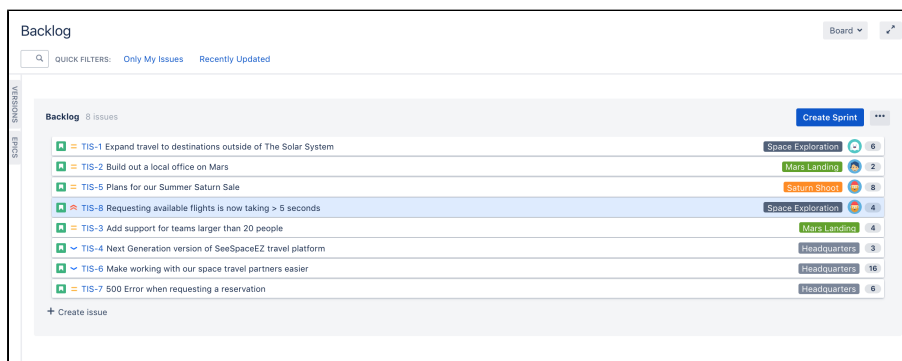 Backlog
Board
QUICK FILTERS: Only My Issues Recently Updated
VERSIONS
EPICS
Backlog 8 issues
Create Sprint
TIS-1 Expand travel to destinations outside of The Solar System Space Exploration 6
TIS-2 Build out a local office on Mars Mars Landing 2
TIS-5 Plans for our Summer Saturn Sale Saturn Shoot 8
TIS-8 Requesting available flights is now taking > 5 seconds Space Exploration 4
TIS-3 Add support for teams larger than 20 people Mars Landing 4
TIS-4 Next Generation version of SeeSpaceEZ travel platform Headquarters 3
TIS-6 Make working with our space travel partners easier Headquarters 16
TIS-7 500 Error when requesting a reservation Headquarters 6
+ Create issue